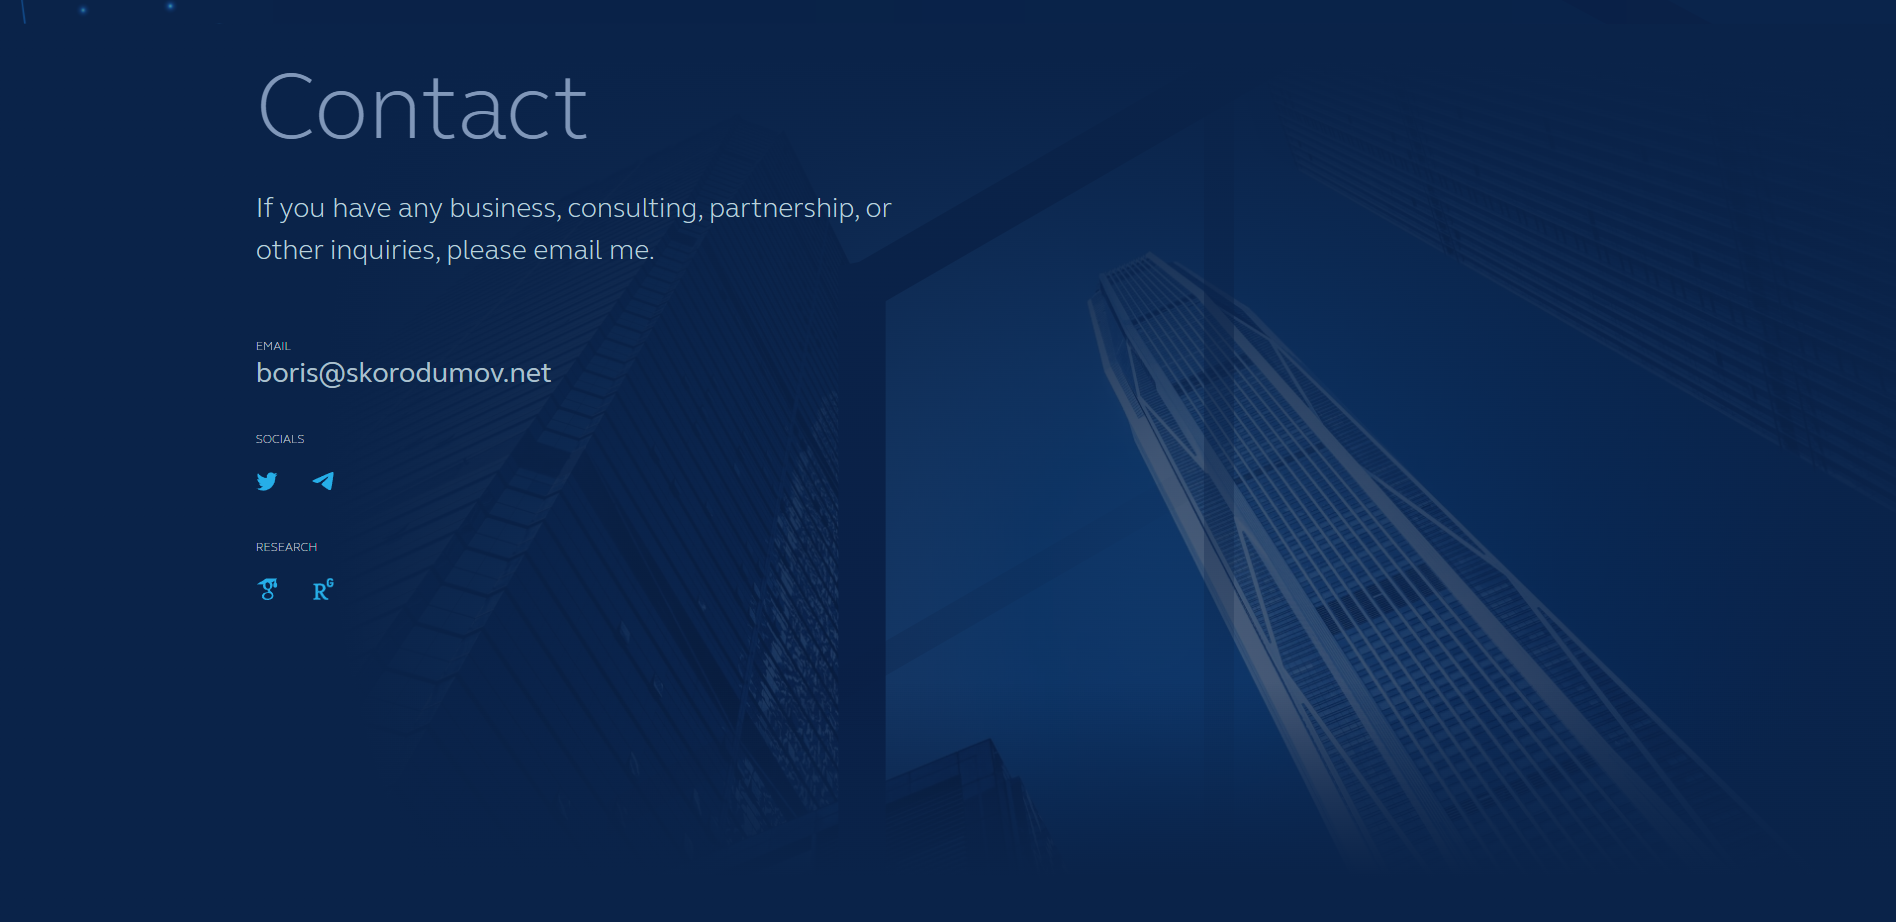 Contact
If you have any business, consulting, partnership, or
other inquiries, please email me.
EMAIL
boris@skorodumov.net
SOCIALS
RESEARCH
g
RG